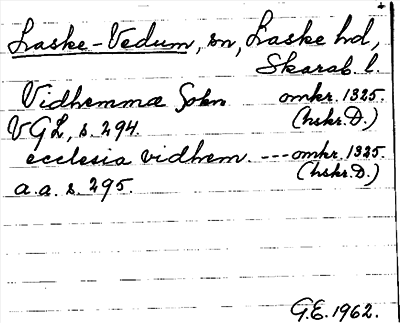 Laske-Vedum, sn, Laske hd,
Skarab. l.
Vidhemmæ Sokn omkr. 1325.
VGL, s. 294. (hskr. D.)
ecclesia vidhem --- omkr. 1325.
a.a. s. 295. (hskr. D.)
G.E. 1962.